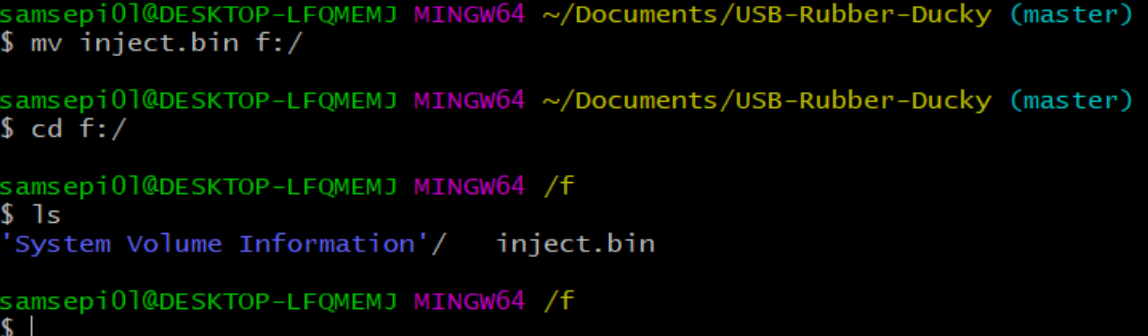 samsepi0l@DESKTOP-LFQMEMJ MINGW64 ~/Documents/USB-Rubber-Ducky (master)
$ mv inject.bin f:/
samsepi0l@DESKTOP-LFQMEMJ MINGW64 ~/Documents/USB-Rubber-Ducky (master)
$ cd f:/
samsepi0l@DESKTOP-LFQMEMJ MINGW64 /f
$ ls
'System Volume Information'/   inject.bin
samsepi0l@DESKTOP-LFQMEMJ MINGW64 /f
$